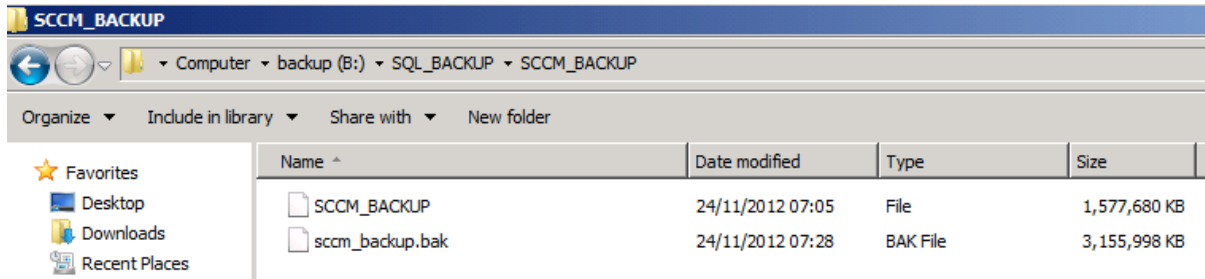 SCCM_BACKUP
Computer backup (B:) SQL_BACKUP SCCM_BACKUP
Organize Include in library Share with New folder
Favorites
Desktop
Downloads
Recent Places
Name Date modified Type Size
SCCM_BACKUP 24/11/2012 07:05 File 1,577,680 KB
sccm_backup.bak 24/11/2012 07:28 BAK File 3,155,998 KB